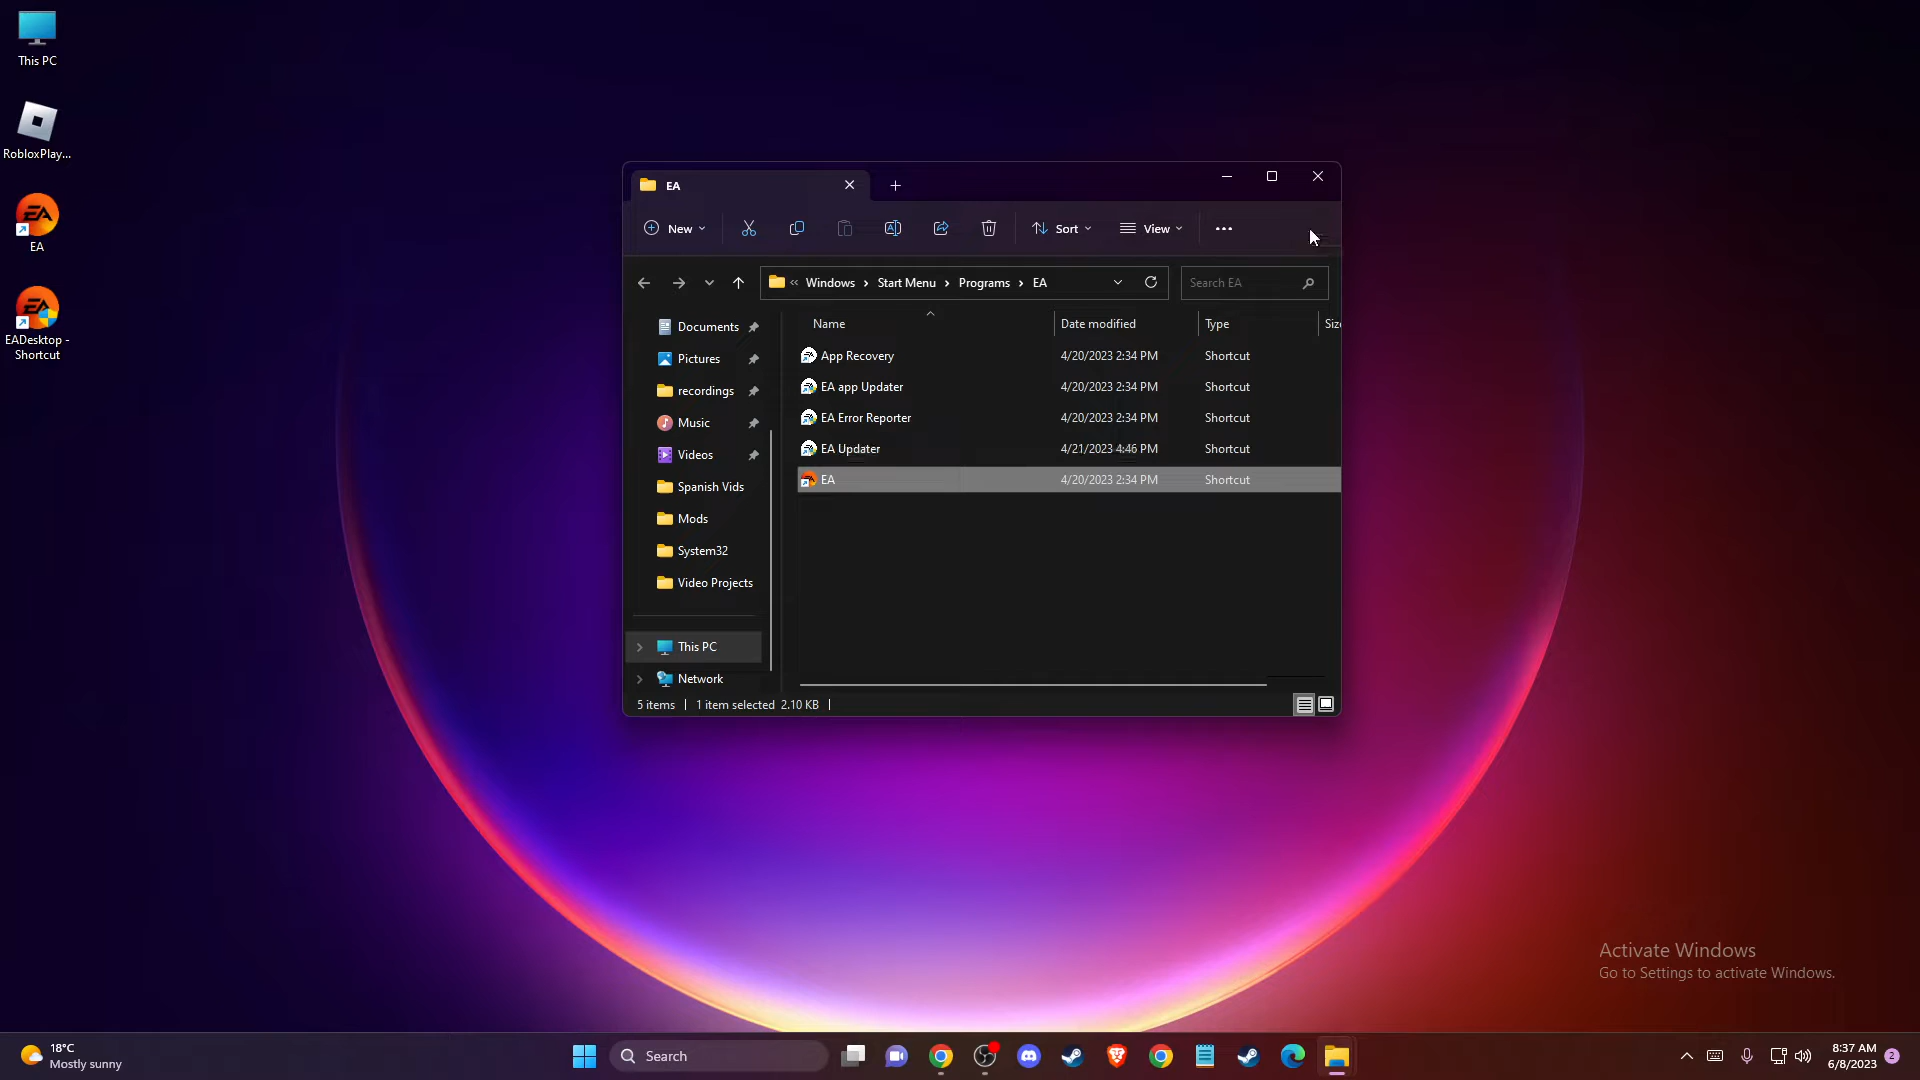 This PC
RobloxPlay...
EA
EADesktop -
Shortcut
EA
New
Sort
View
Windows › Start Menu › Programs › EA
Search EA
Documents
Pictures
recordings
Music
Videos
Spanish Vids
Mods
System32
Video Projects
This PC
Network
Name Date modified Type Size
App Recovery 4/20/2023 2:34 PM Shortcut
EA app Updater 4/20/2023 2:34 PM Shortcut
EA Error Reporter 4/20/2023 2:34 PM Shortcut
EA Updater 4/21/2023 4:46 PM Shortcut
EA 4/20/2023 2:34 PM Shortcut
5 items | 1 item selected 2.10 KB |
Activate Windows
Go to Settings to activate Windows.
18°C
Mostly sunny
Search
8:37 AM
6/8/2023
2